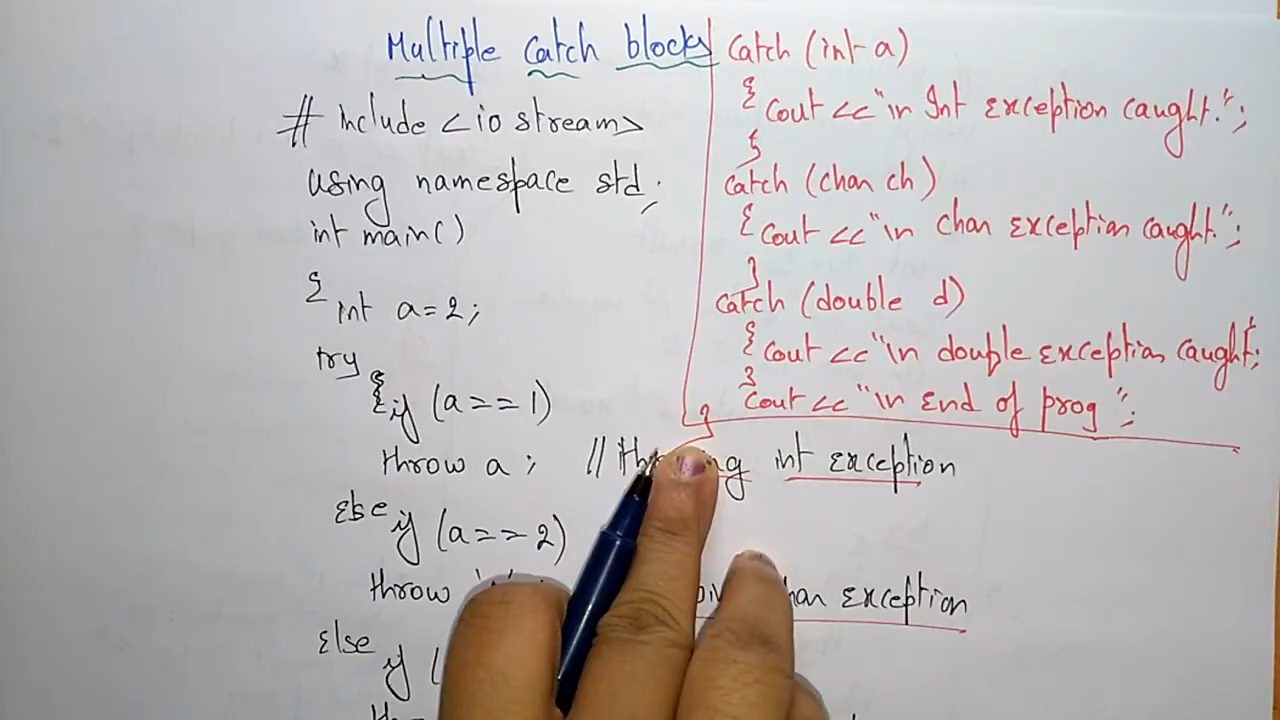 Multiple catch blocks
# Include <iostream>
using namespace std;
int main()
{
int a=2;
try
{ if (a==1)
throw a; // int exception
Else if (a==2)
throw exception
Else if (
catch (int a)
{ cout <<"in Int exception caught.";
}
catch (char ch)
{ cout <<"in char exception caught.";
}
catch (double d)
{ cout <<"in double exception caught";
}
cout <<"in End of prog";
}